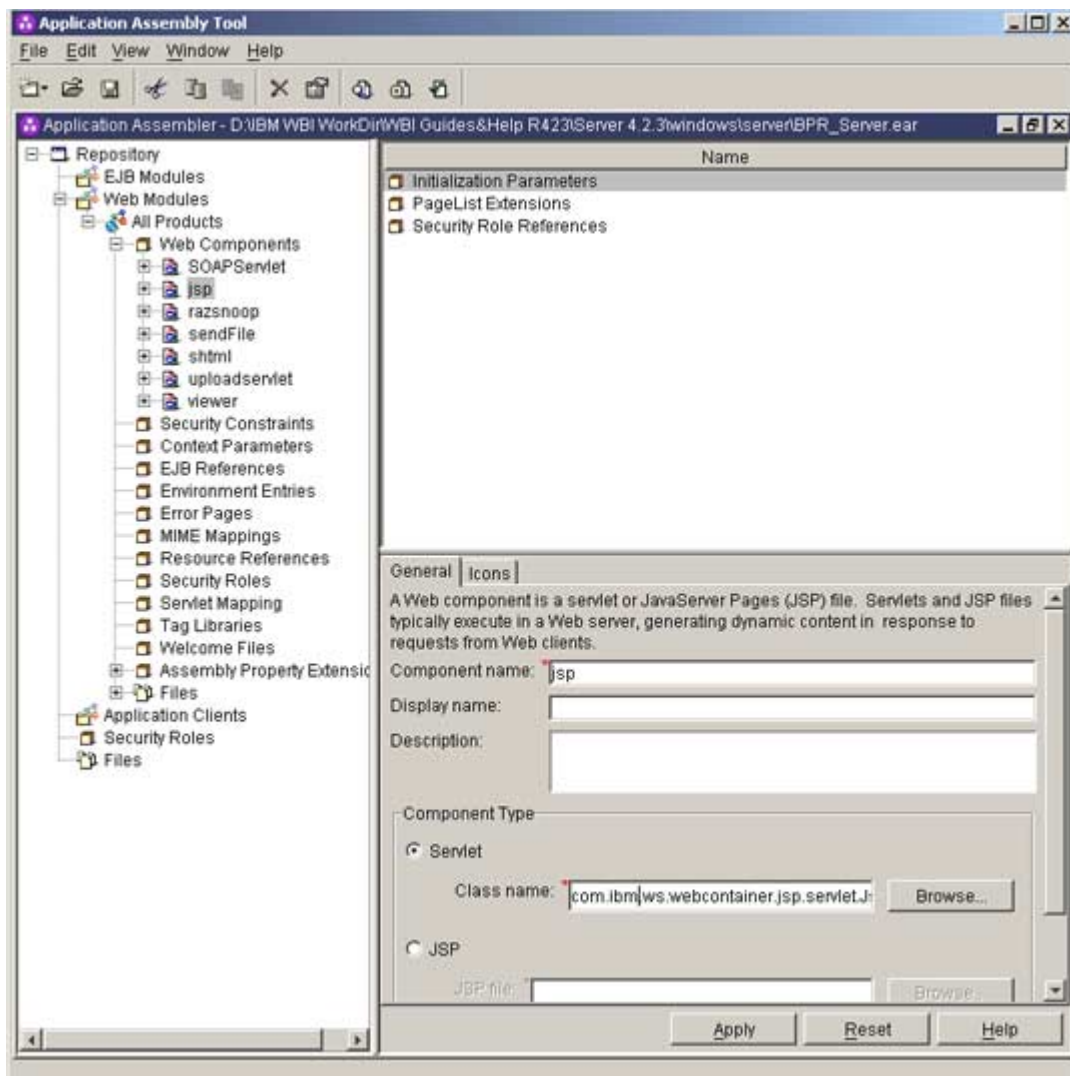 Application Assembly Tool
File Edit View Window Help
Application Assembler - D:\IBM WBI WorkDir\WBI Guides&Help R423\Server 4.2.3\windows\server\BPR_Server.ear
Repository
EJB Modules
Web Modules
All Products
Web Components
SOAPServlet
jsp
razsnoop
sendFile
shtml
uploadservlet
viewer
Security Constraints
Context Parameters
EJB References
Environment Entries
Error Pages
MIME Mappings
Resource References
Security Roles
Servlet Mapping
Tag Libraries
Welcome Files
Assembly Property Extensio
Files
Application Clients
Security Roles
Files
Name
Initialization Parameters
PageList Extensions
Security Role References
General Icons
A Web component is a servlet or JavaServer Pages (JSP) file. Servlets and JSP files
typically execute in a Web server, generating dynamic content in response to
requests from Web clients.
Component name: *jsp
Display name:
Description:
Component Type
Servlet
Class name: *com.ibm.ws.webcontainer.jsp.servlet.Js Browse...
JSP
JSP file: * Browse...
Apply Reset Help